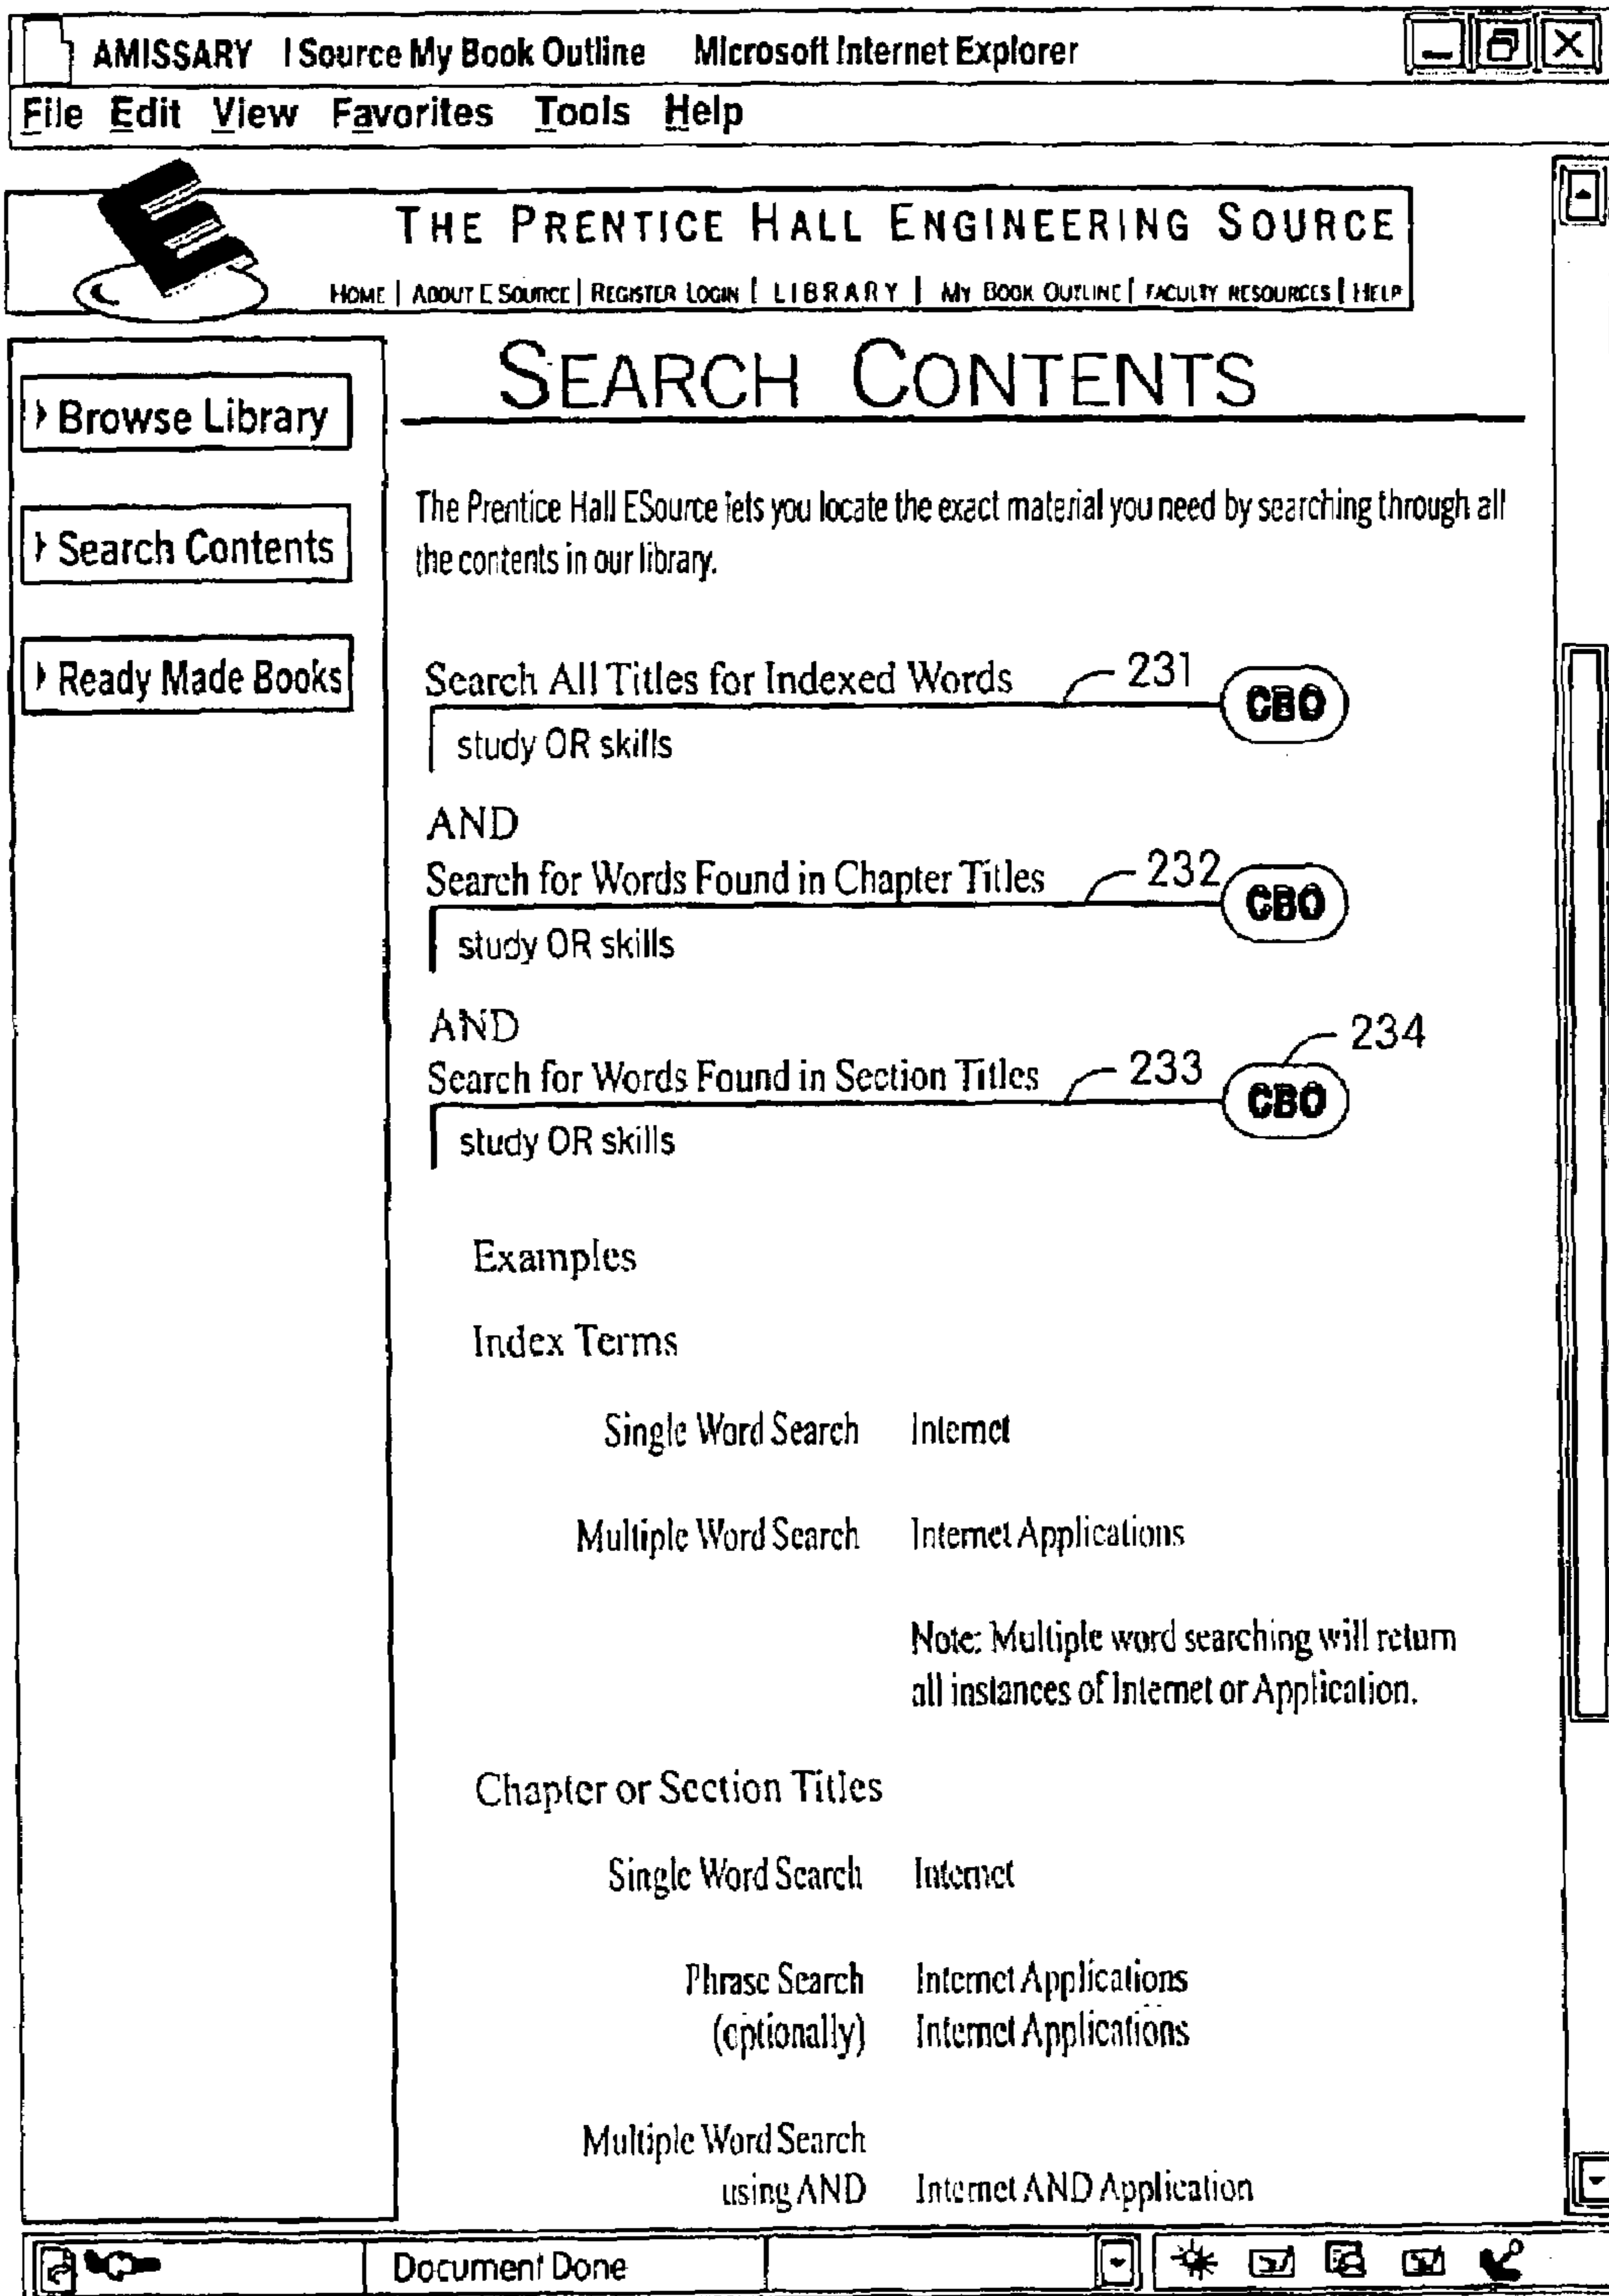 AMISSARY I Source My Book Outline Microsoft Internet Explorer
File Edit View Favorites Tools Help
THE PRENTICE HALL ENGINEERING SOURCE
HOME | ABOUT E SOURCE | REGISTER LOGIN | LIBRARY | MY BOOK OUTLINE | FACULTY RESOURCES | HELP
SEARCH CONTENTS
Browse Library
Search Contents
Ready Made Books
The Prentice Hall ESource lets you locate the exact material you need by searching through all
the contents in our library.
Search All Titles for Indexed Words 231 CBO
study OR skills
AND
Search for Words Found in Chapter Titles 232 CBO
study OR skills
AND
234
Search for Words Found in Section Titles 233 CBO
study OR skills
Examples
Index Terms
Single Word Search Internet
Multiple Word Search Internet Applications
Note: Multiple word searching will return
all instances of Internet or Application.
Chapter or Section Titles
Single Word Search Internet
Phrase Search Internet Applications
(optionally) Internet Applications
Multiple Word Search
using AND Internet AND Application
Document Done